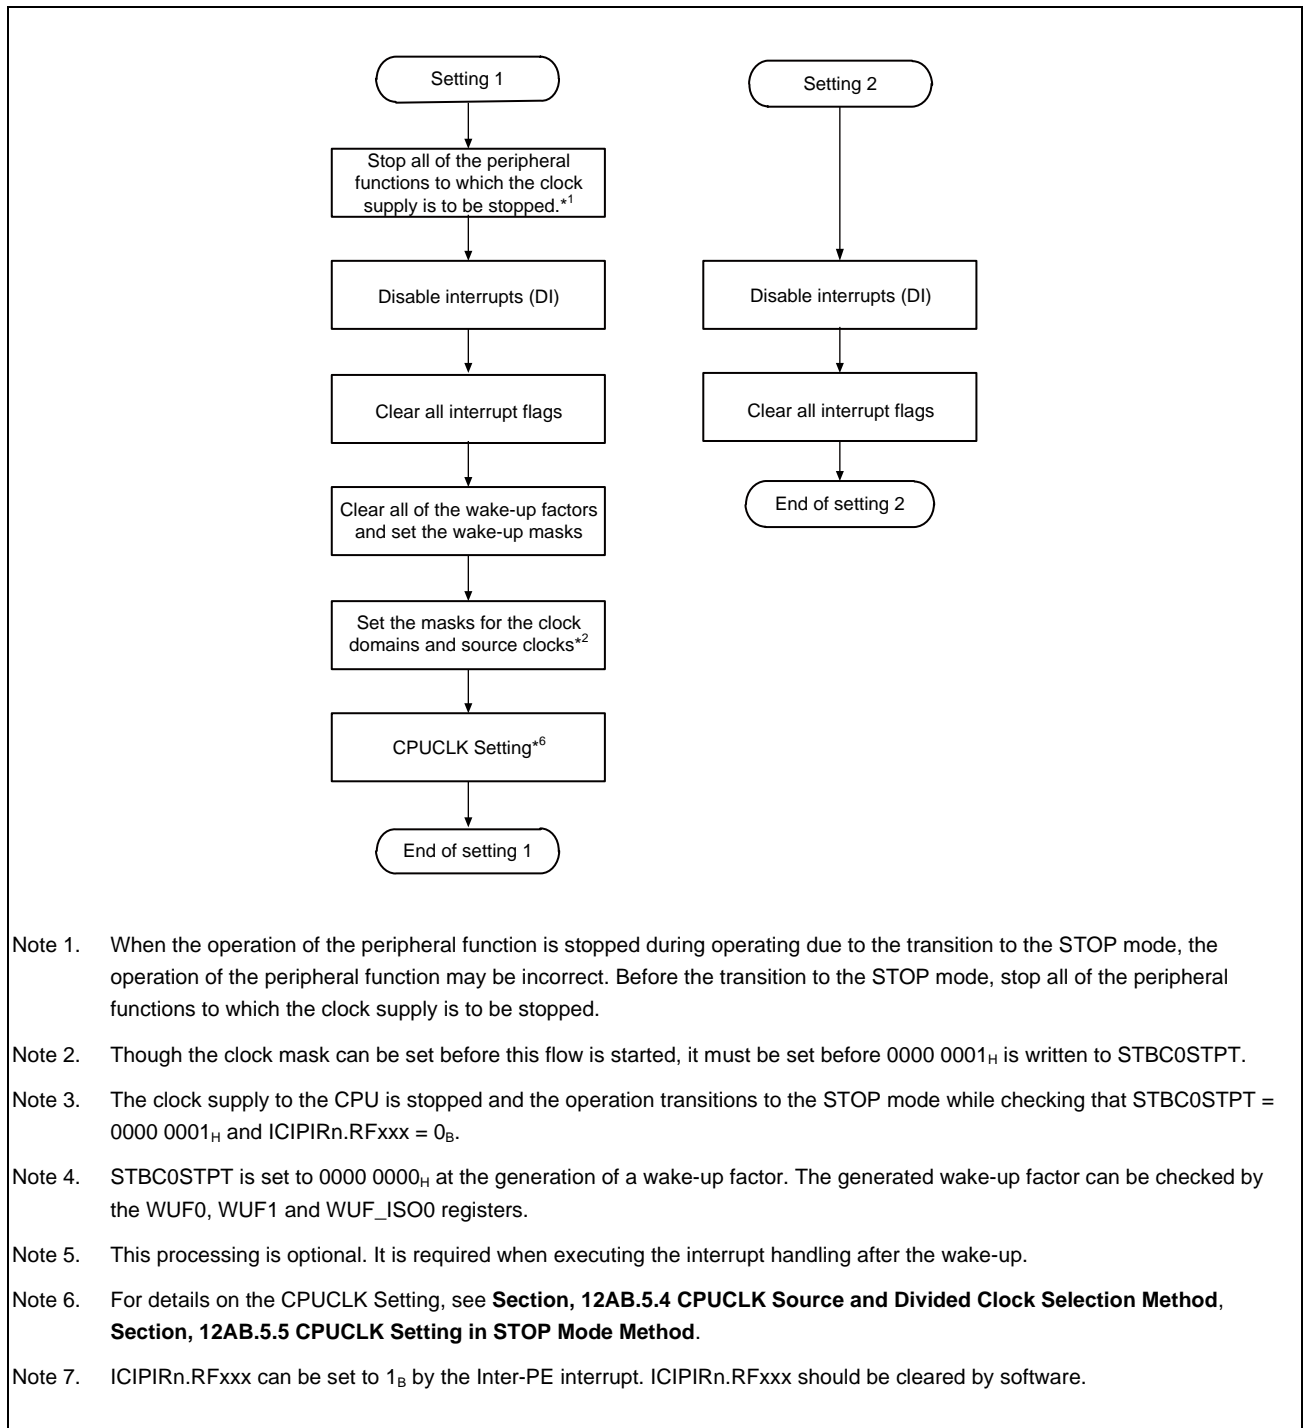 Setting 1
Stop all of the peripheral
functions to which the clock
supply is to be stopped.*1
Disable interrupts (DI)
Clear all interrupt flags
Clear all of the wake-up factors
and set the wake-up masks
Set the masks for the clock
domains and source clocks*2
CPUCLK Setting*6
End of setting 1
Setting 2
Disable interrupts (DI)
Clear all interrupt flags
End of setting 2
Note 1. When the operation of the peripheral function is stopped during operating due to the transition to the STOP mode, the
operation of the peripheral function may be incorrect. Before the transition to the STOP mode, stop all of the peripheral
functions to which the clock supply is to be stopped.
Note 2. Though the clock mask can be set before this flow is started, it must be set before 0000 0001H is written to STBC0STPT.
Note 3. The clock supply to the CPU is stopped and the operation transitions to the STOP mode while checking that STBC0STPT =
0000 0001H and ICIPIRn.RFxxx = 0B.
Note 4. STBC0STPT is set to 0000 0000H at the generation of a wake-up factor. The generated wake-up factor can be checked by
the WUF0, WUF1 and WUF_ISO0 registers.
Note 5. This processing is optional. It is required when executing the interrupt handling after the wake-up.
Note 6. For details on the CPUCLK Setting, see Section, 12AB.5.4 CPUCLK Source and Divided Clock Selection Method,
Section, 12AB.5.5 CPUCLK Setting in STOP Mode Method.
Note 7. ICIPIRn.RFxxx can be set to 1B by the Inter-PE interrupt. ICIPIRn.RFxxx should be cleared by software.